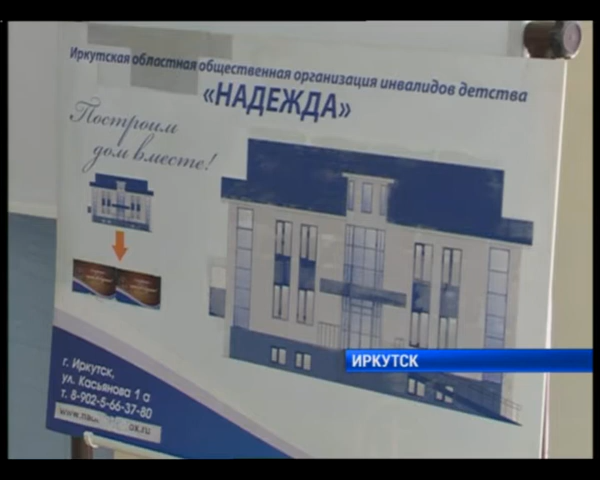 Иркутская областная общественная организация инвалидов детства
«НАДЕЖДА»
Построим
дом вместе!
г. Иркутск,
ул. Касьянова 1 а
т. 8-902-5-66-37-80
ИРКУТСК